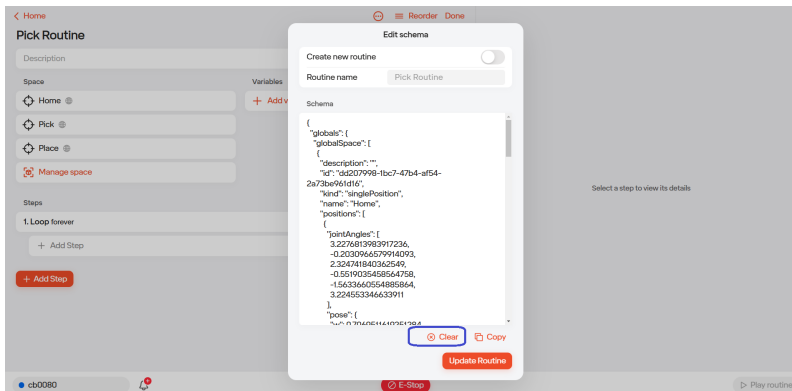 Home
Reorder Done
Pick Routine
Description
Space
Variables
Home
Add v
Pick
Place
Manage space
Steps
1. Loop forever
+ Add Step
+ Add Step
Edit schema
Create new routine
Routine name
Pick Routine
Schema
{
"globals": {
"globalSpace": [
{
"description": "",
"id": "dd207998-1bc7-47b4-af54-
2a73be961d16",
"kind": "singlePosition",
"name": "Home",
"positions": [
{
"jointAngles": [
3.2276813983917236,
-0.2030966579914093,
2.324741840362549,
-0.5519035458564758,
-1.5633660554885864,
3.224553346633911
],
"pose": {
Clear
Copy
Update Routine
Select a step to view its details
cb0080
E-Stop
Play routine